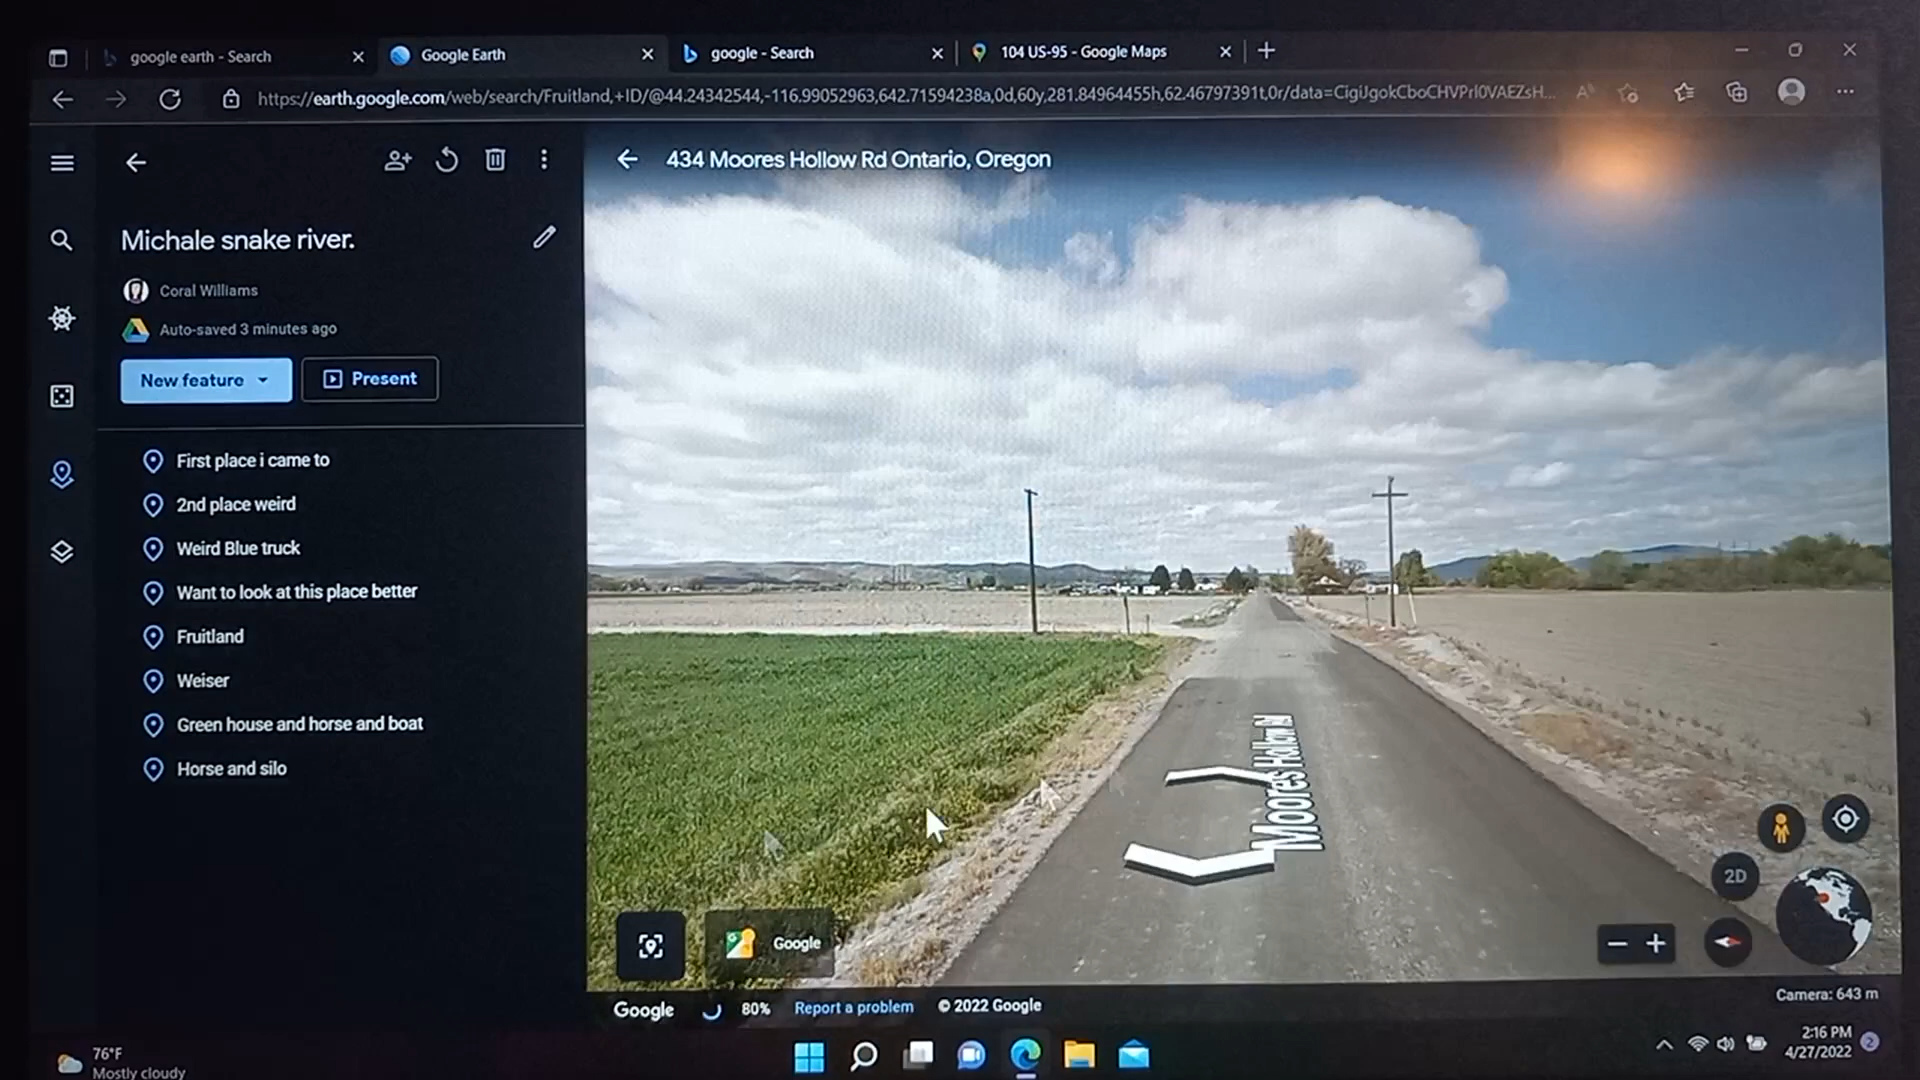 google earth - Search
Google Earth
google - Search
104 US-95 - Google Maps
https://earth.google.com/web/search/Fruitland,+ID/@44.24342544,-116.99052963,642.71594238a,0d,60y,281.84964455h,62.46797391t,0r/data=
434 Moores Hollow Rd Ontario, Oregon
Michale snake river.
Coral Williams
Auto-saved 3 minutes ago
New feature
Present
First place i came to
2nd place weird
Weird Blue truck
Want to look at this place better
Fruitland
Weiser
Green house and horse and boat
Horse and silo
Moores Hollow Rd
2D
Google
Google
80%
Report a problem
© 2022 Google
Camera: 643 m
76°F
Mostly cloudy
2:16 PM
4/27/2022
2